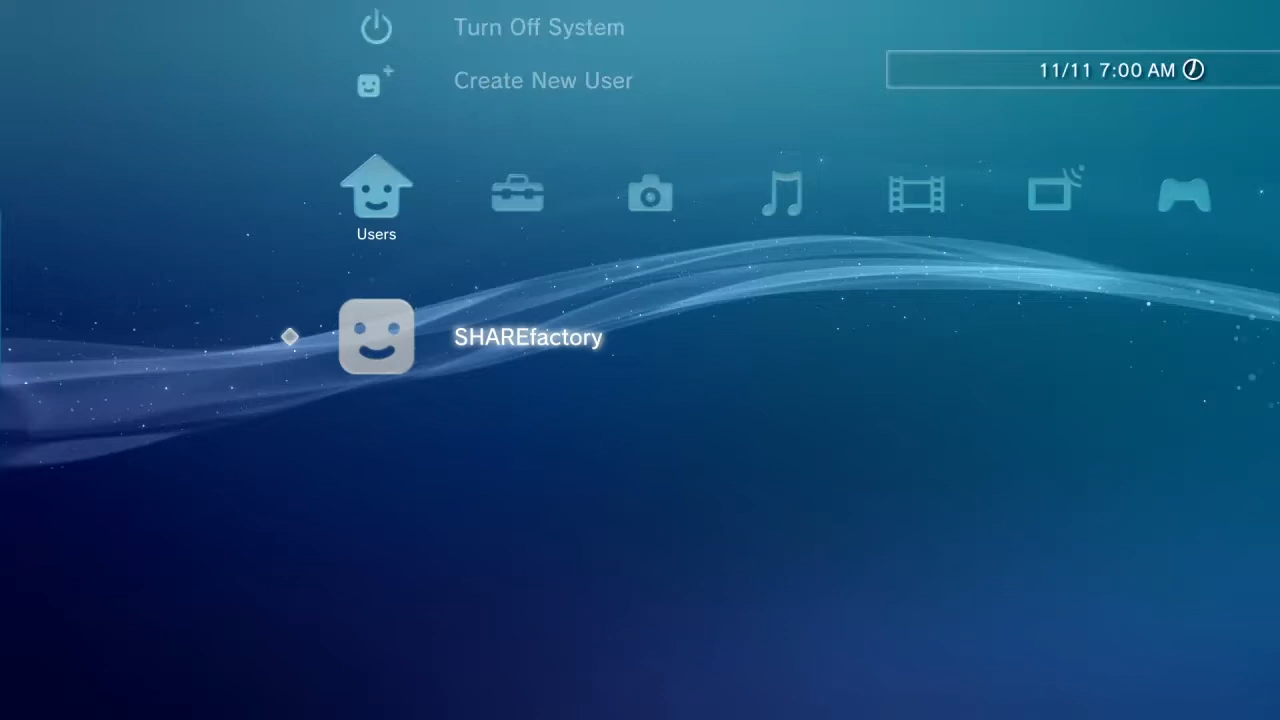 Turn Off System
11/11 7:00 AM
Create New User
Users
SHAREfactory